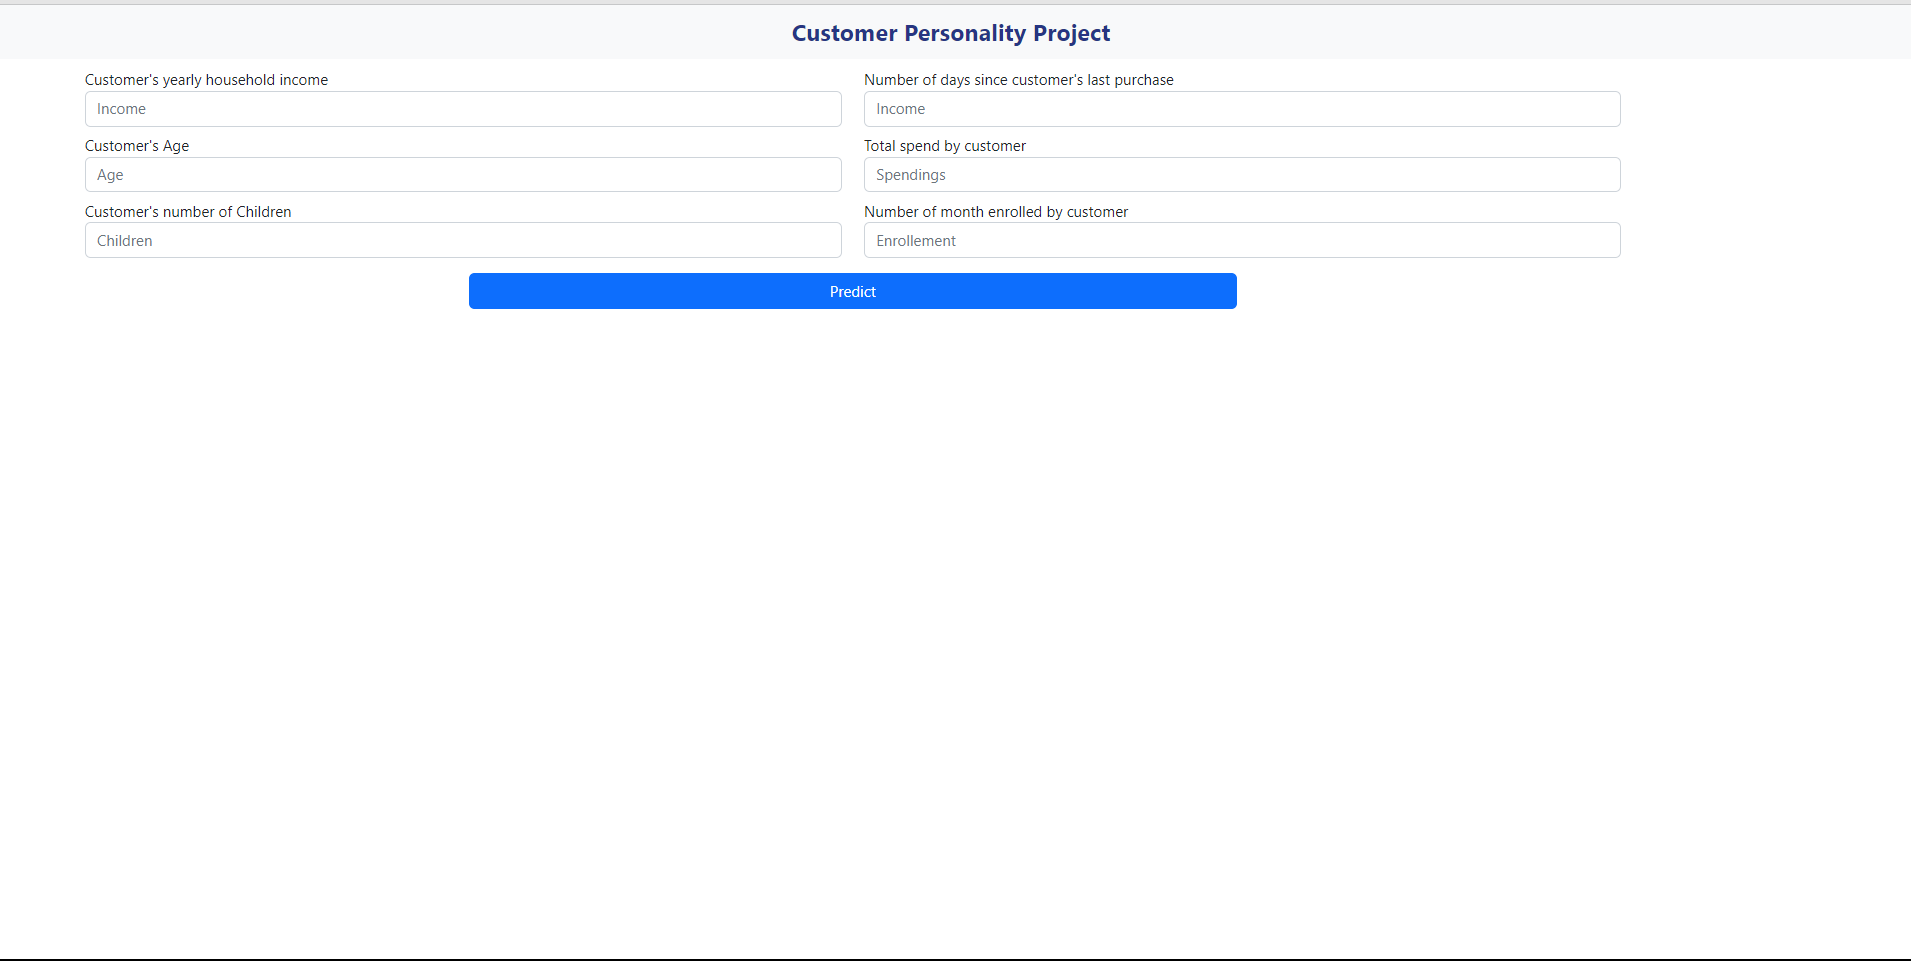 Customer Personality Project
Customer's yearly household income
Income
Number of days since customer's last purchase
Income
Customer's Age
Age
Total spend by customer
Spendings
Customer's number of Children
Children
Number of month enrolled by customer
Enrollement
Predict